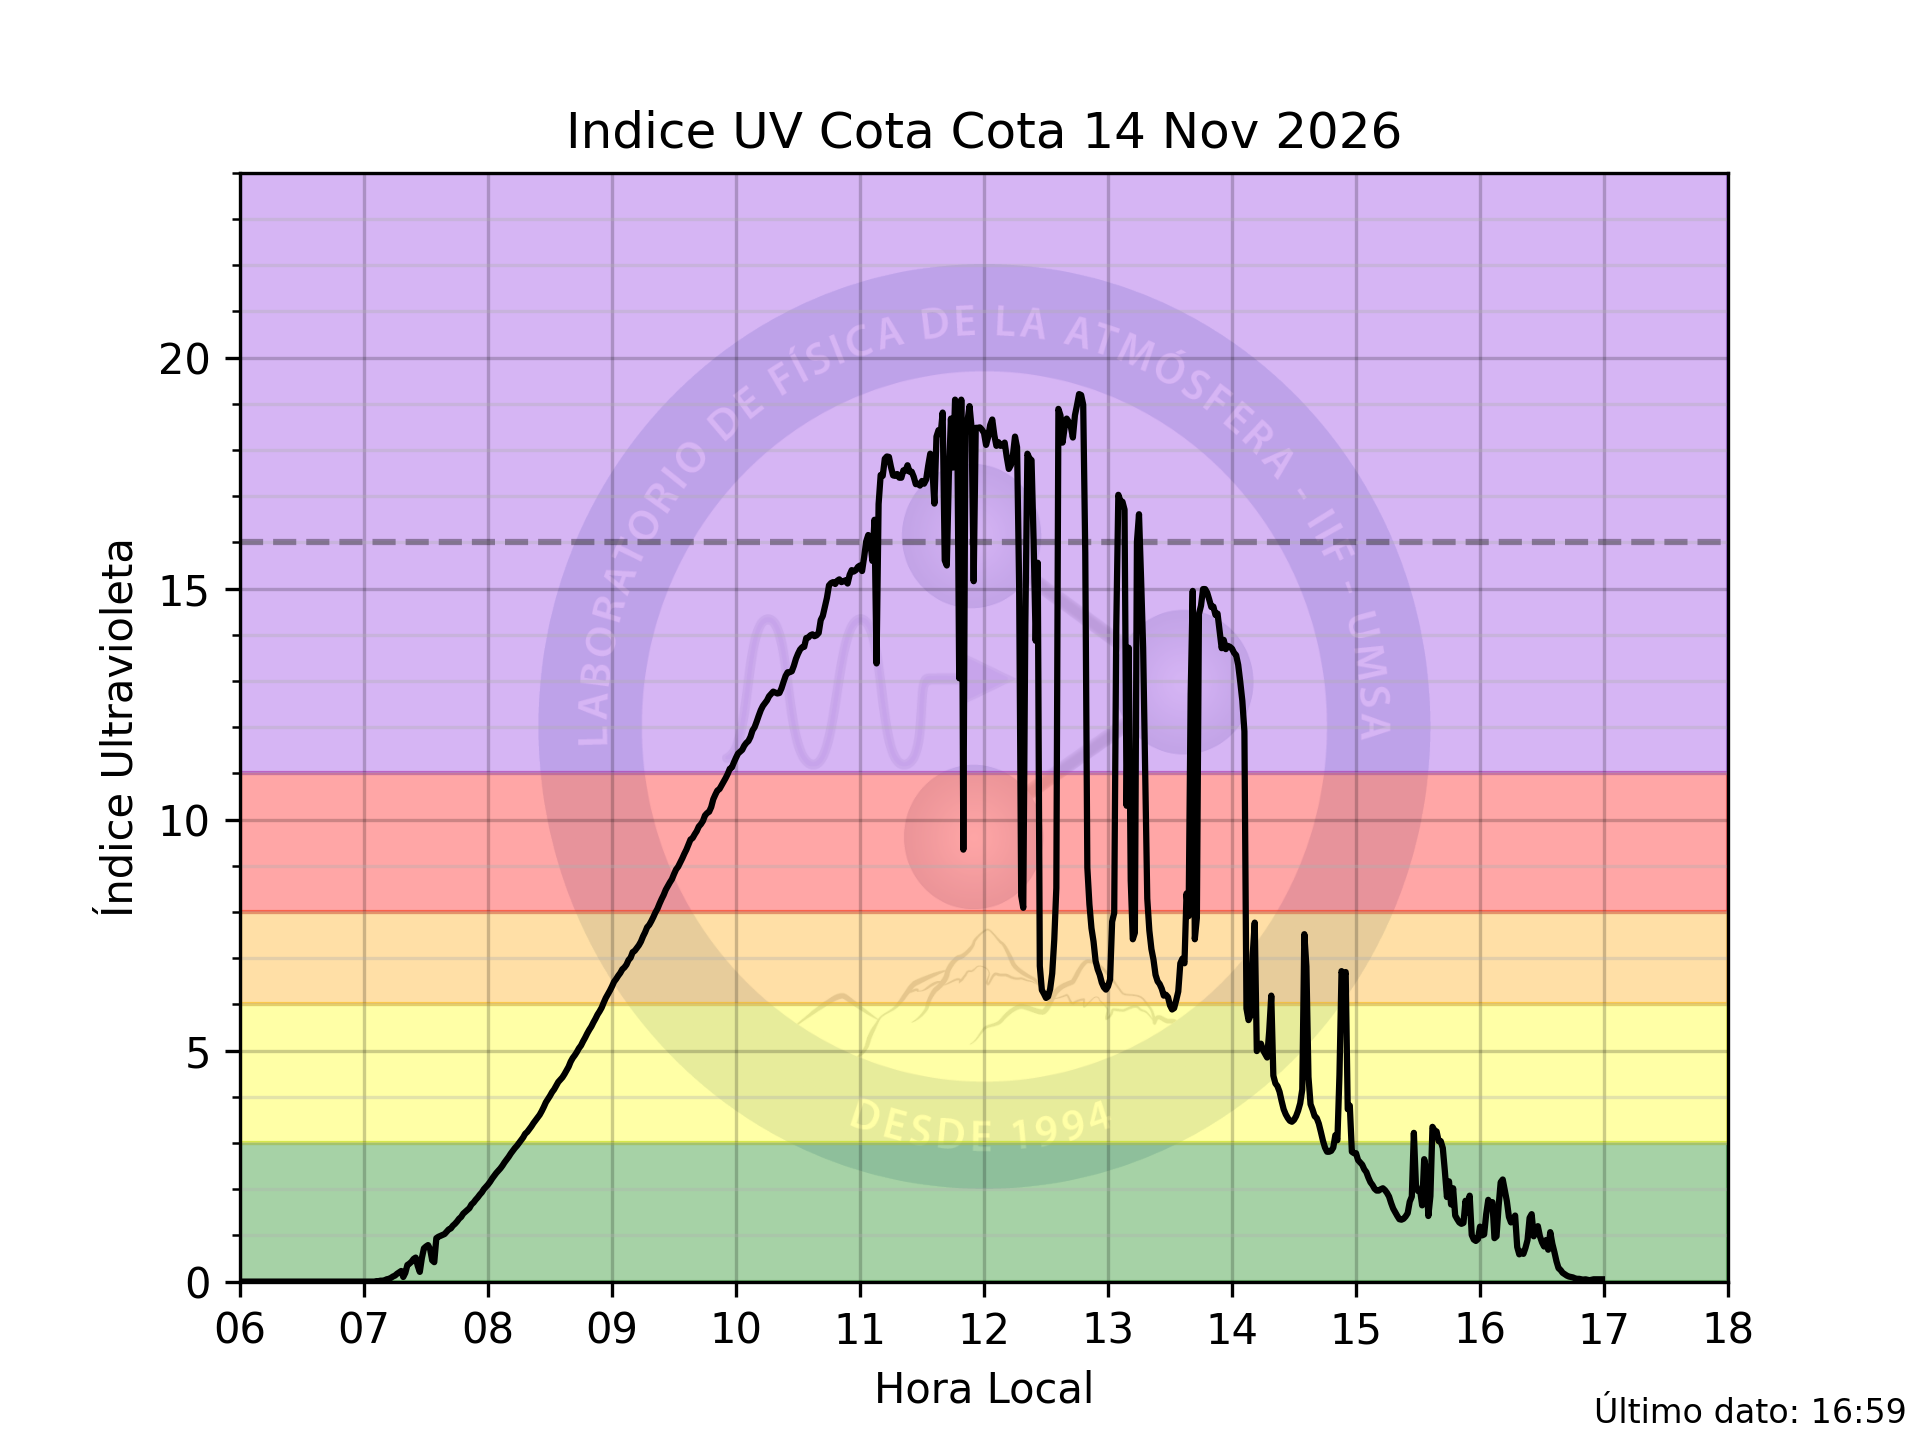 Indice UV Cota Cota 14 Nov 2026
Índice Ultravioleta
20
15
10
5
0
LABORATORIO DE FÍSICA DE LA ATMÓSFERA - IIF - UMSA
DESDE 1994
06 07 08 09 10 11 12 13 14 15 16 17 18
Hora Local
Último dato: 16:59